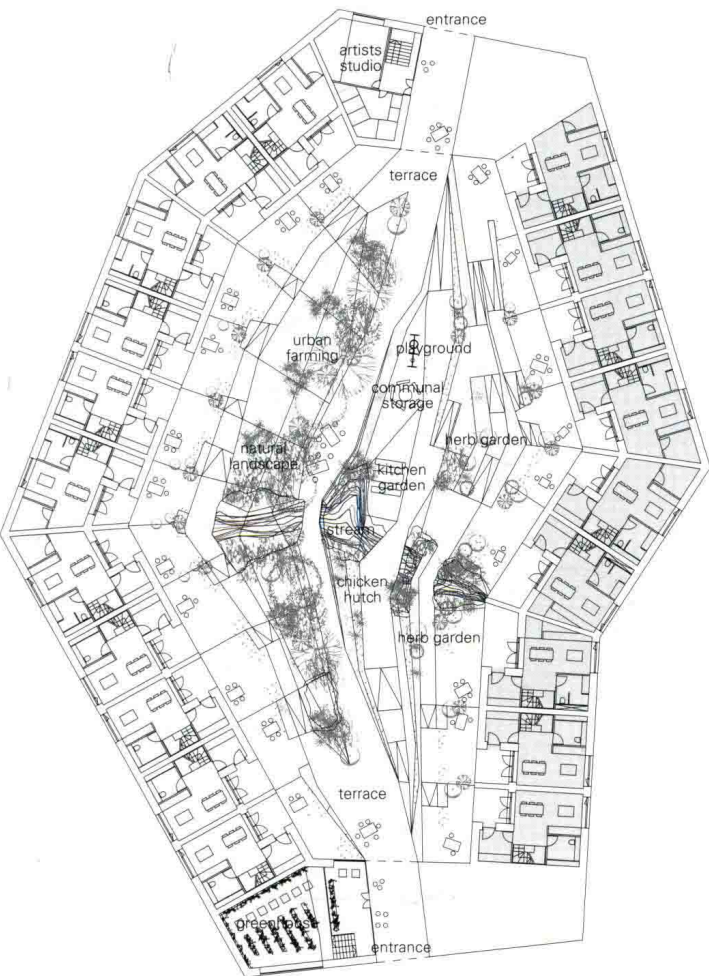 entrance
artists
studio
terrace
urban
farming
playground
communal
storage
natural
landscape
herb garden
kitchen
garden
stream
chicken
hutch
herb garden
terrace
greenhouse
entrance